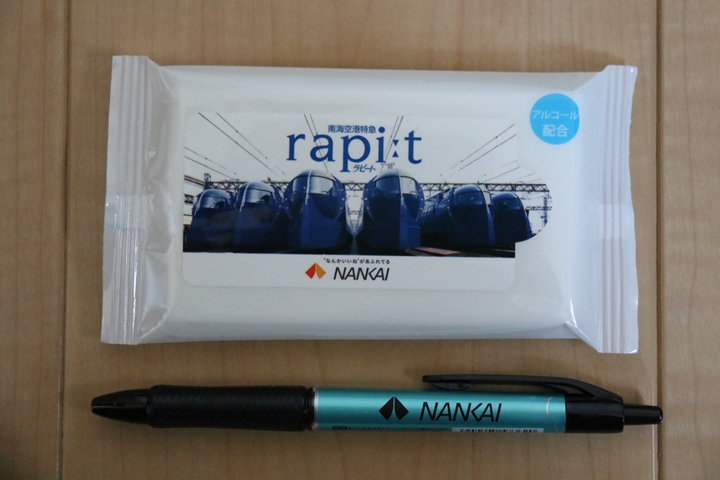 南海空港特急
rapi:t
ラピート
アルコール
配合
"なんかいいね"があふれてる
NANKAI
NANKAI